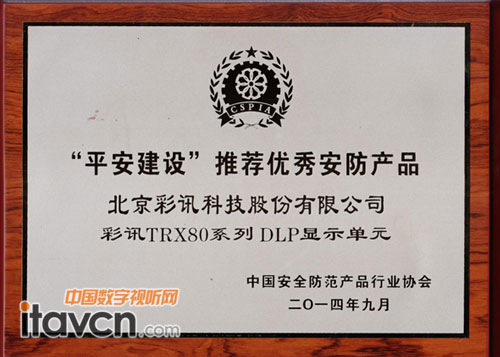 CSPIA
“平安建设”推荐优秀安防产品
北京彩讯科技股份有限公司
彩讯TRX80系列DLP显示单元
中国安全防范产品行业协会
二〇一四年九月
中国数字视听网
itavcn.com